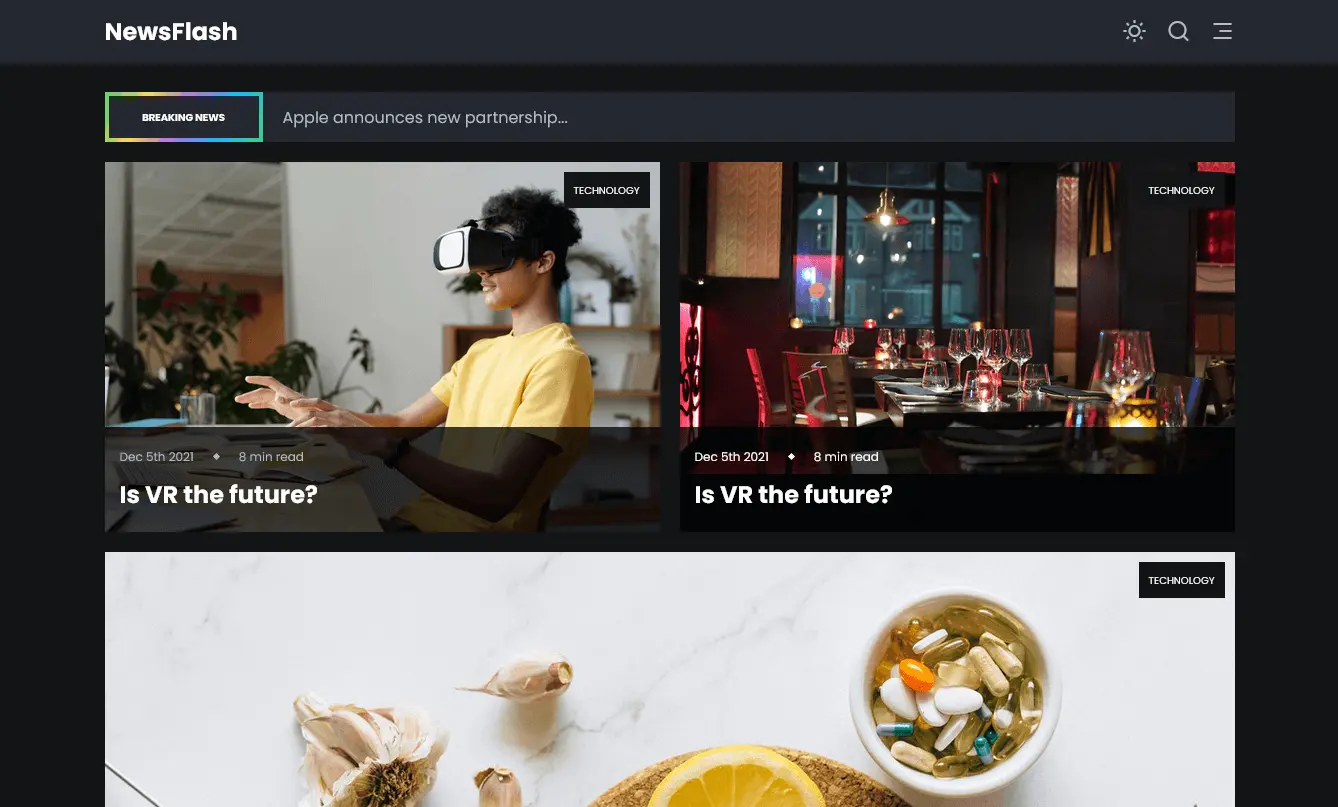 NewsFlash
BREAKING NEWS
Apple announces new partnership...
TECHNOLOGY
Dec 5th 2021 ◆ 8 min read
Is VR the future?
TECHNOLOGY
Dec 5th 2021 ◆ 8 min read
Is VR the future?
TECHNOLOGY